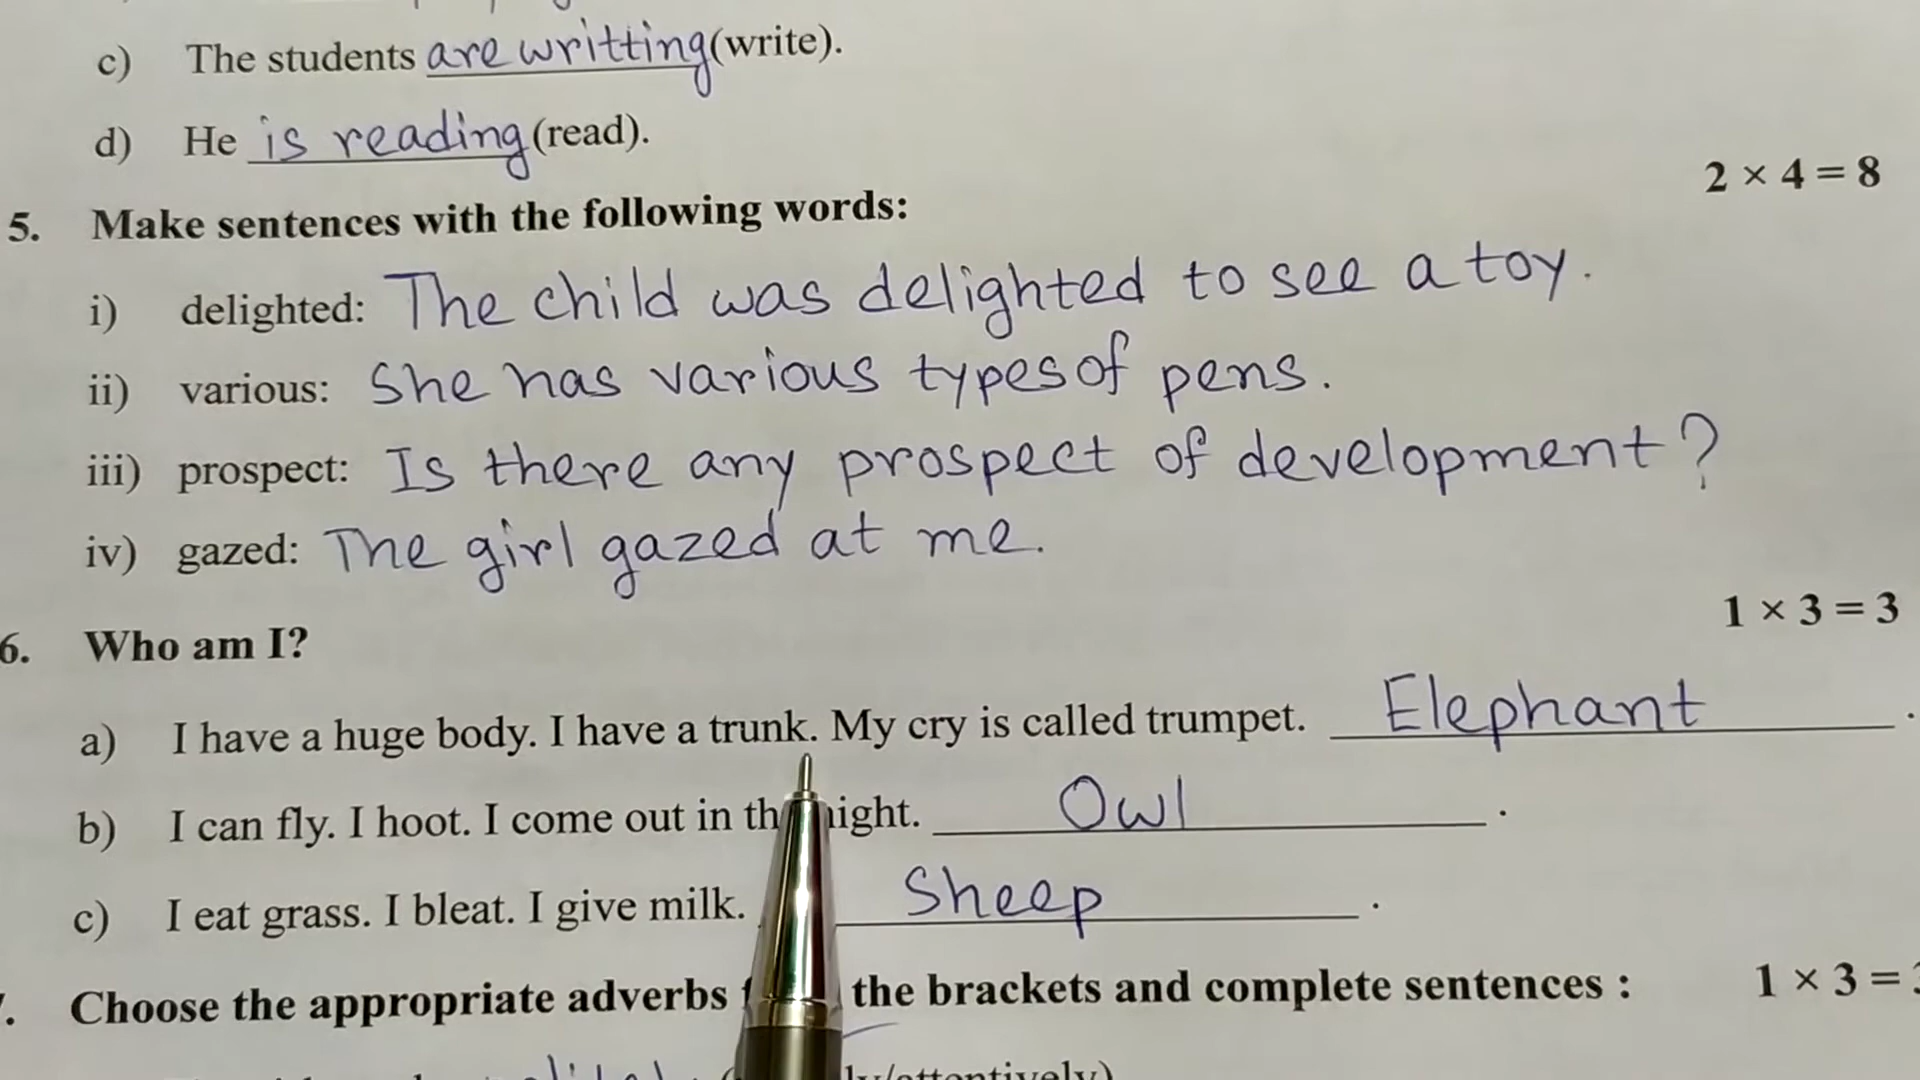 c) The students are writting (write).
d) He is reading (read).
2 × 4 = 8
5. Make sentences with the following words:
i) delighted: The child was delighted to see a toy.
ii) various: She has various types of pens.
iii) prospect: Is there any prospect of development?
iv) gazed: The girl gazed at me.
1 × 3 = 3
6. Who am I?
a) I have a huge body. I have a trunk. My cry is called trumpet. Elephant.
b) I can fly. I hoot. I come out in th night. Owl.
c) I eat grass. I bleat. I give milk. Sheep.
Choose the appropriate adverbs the brackets and complete sentences : 1 × 3 =
ly/attentively)